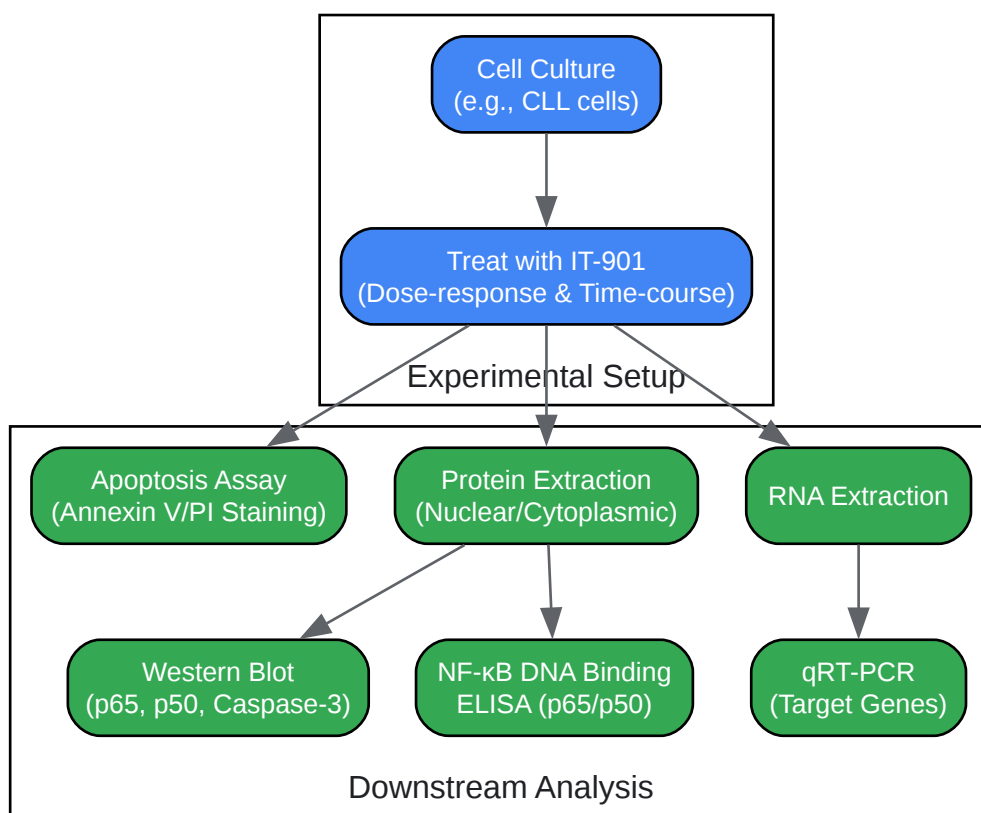 Cell Culture
(e.g., CLL cells)
Treat with IT-901
(Dose-response & Time-course)
Experimental Setup
Apoptosis Assay
(Annexin V/PI Staining)
Protein Extraction
(Nuclear/Cytoplasmic)
RNA Extraction
Western Blot
(p65, p50, Caspase-3)
NF-κB DNA Binding
ELISA (p65/p50)
qRT-PCR
(Target Genes)
Downstream Analysis